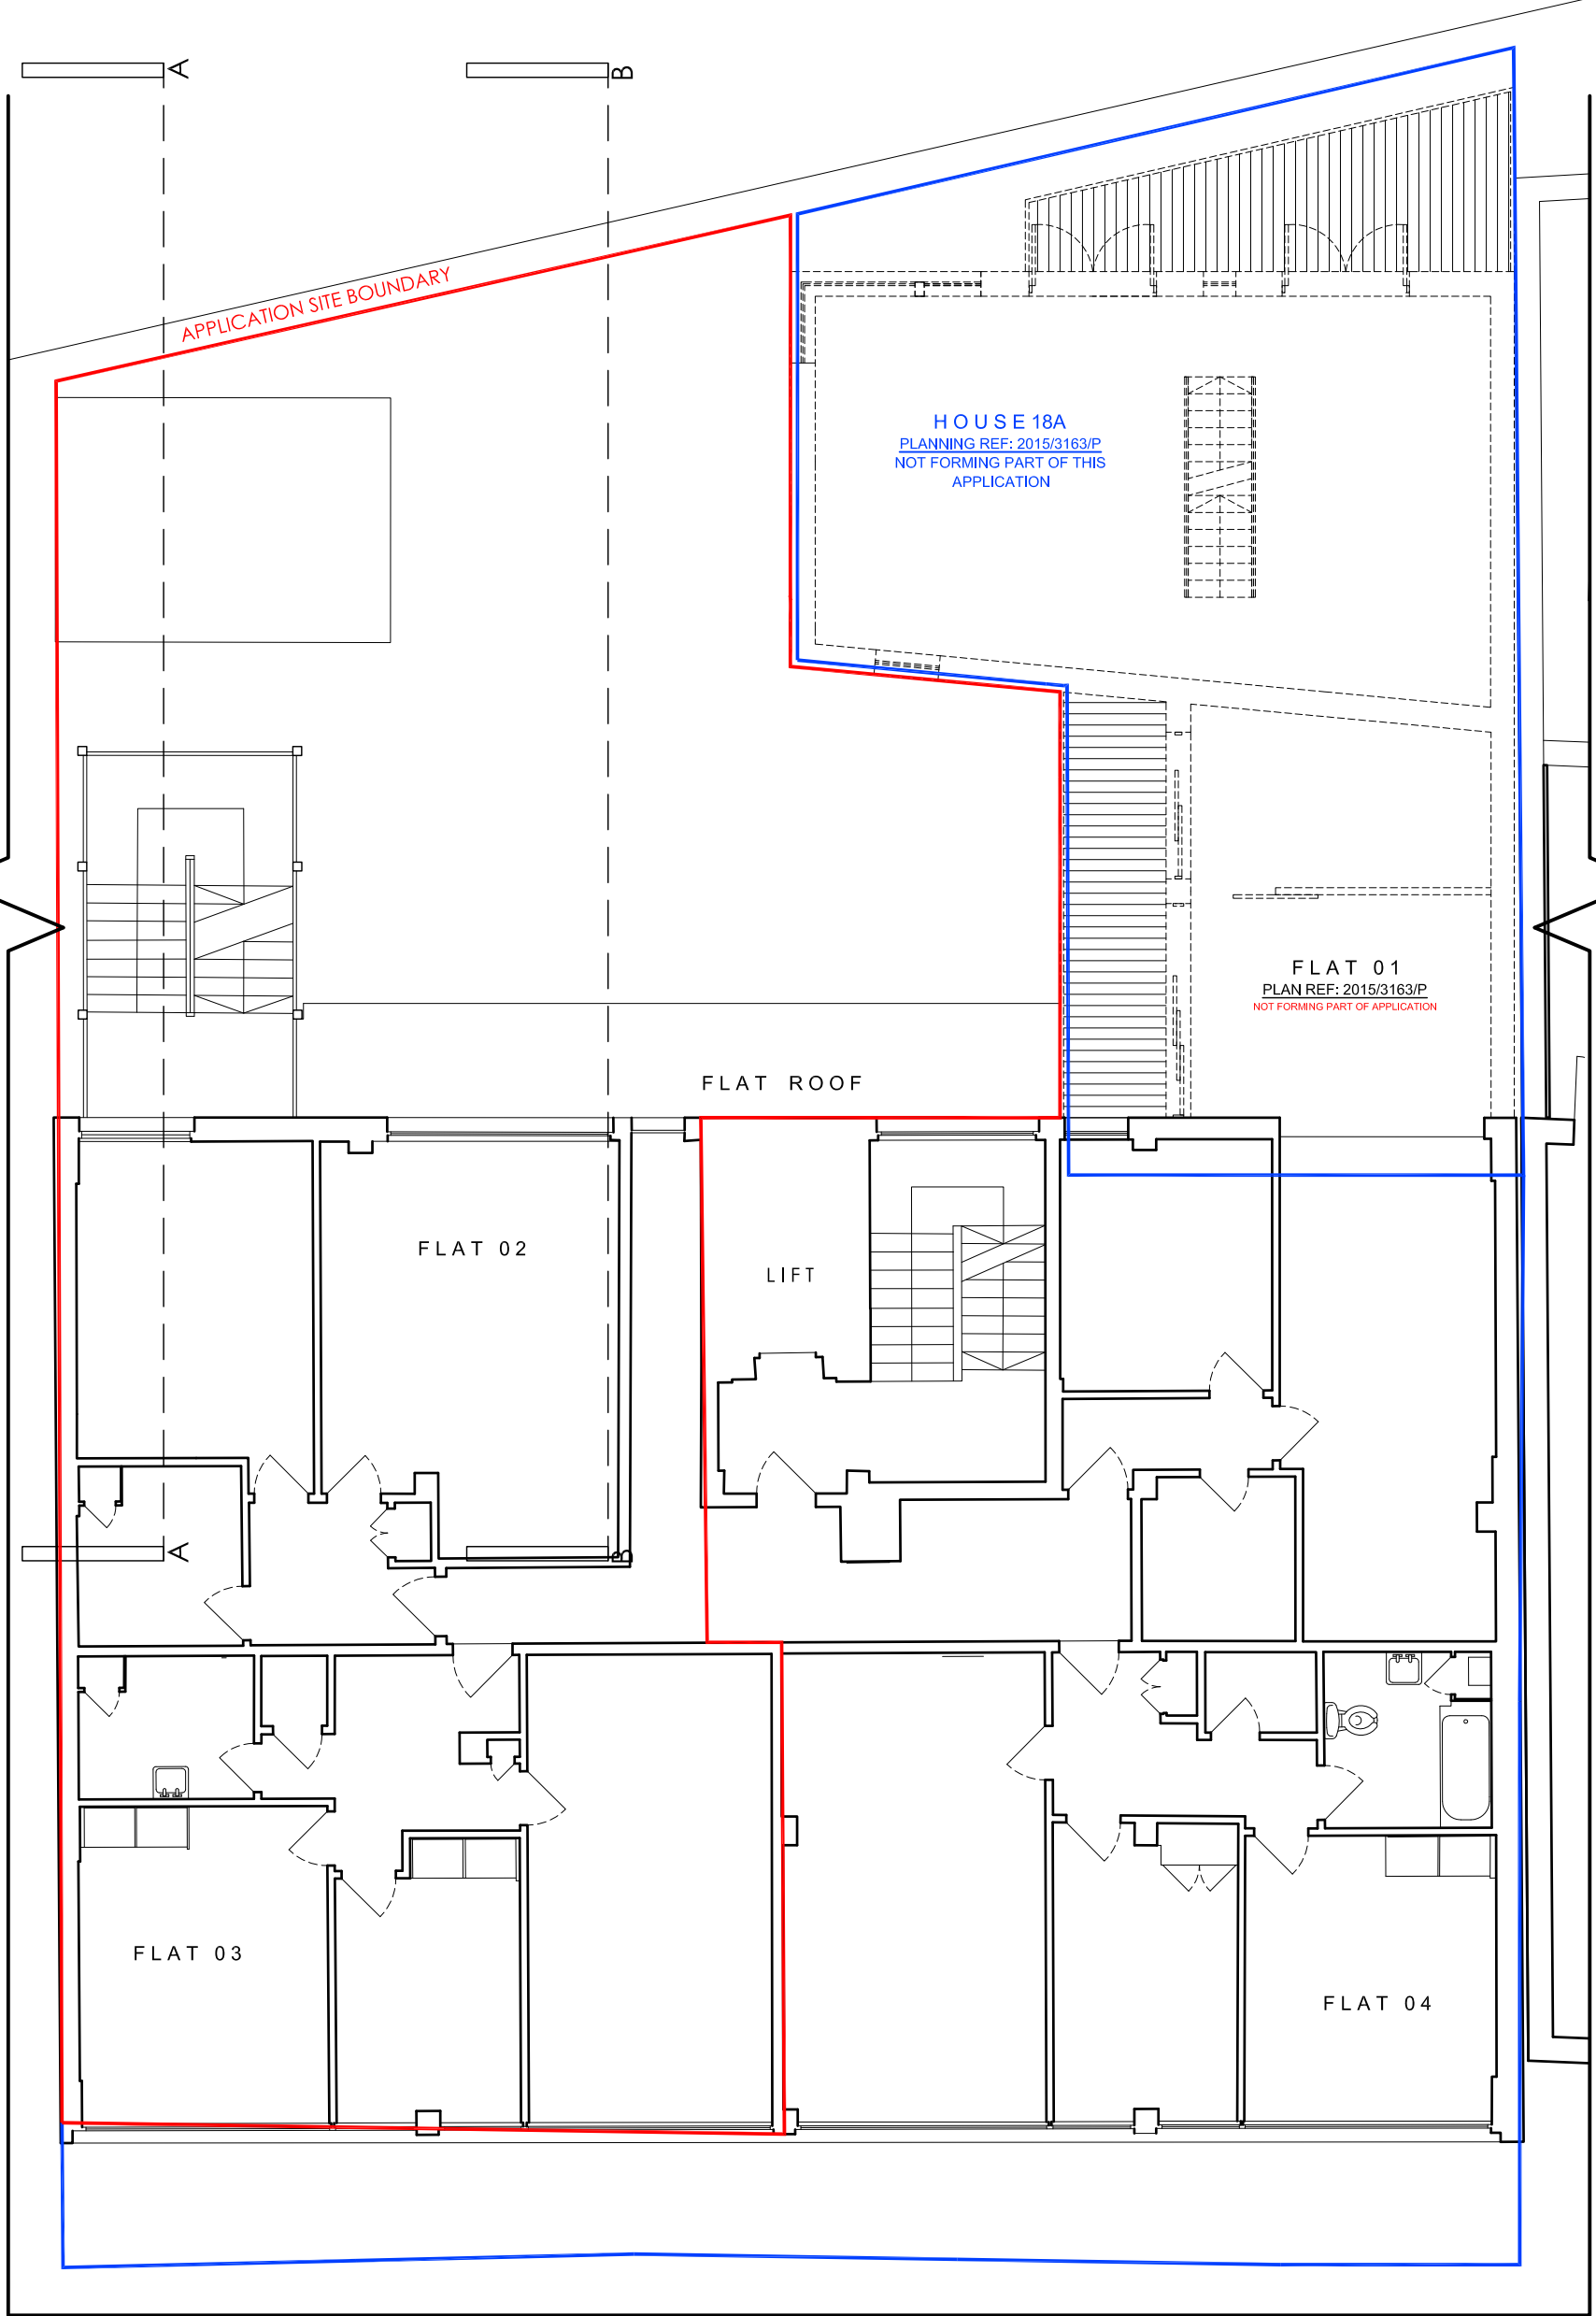 A
B
APPLICATION SITE BOUNDARY
HOUSE 18A
PLANNING REF: 2015/3163/P
NOT FORMING PART OF THIS
APPLICATION
FLAT 01
PLAN REF: 2015/3163/P
NOT FORMING PART OF APPLICATION
FLAT ROOF
FLAT 02
LIFT
A
B
FLAT 03
FLAT 04